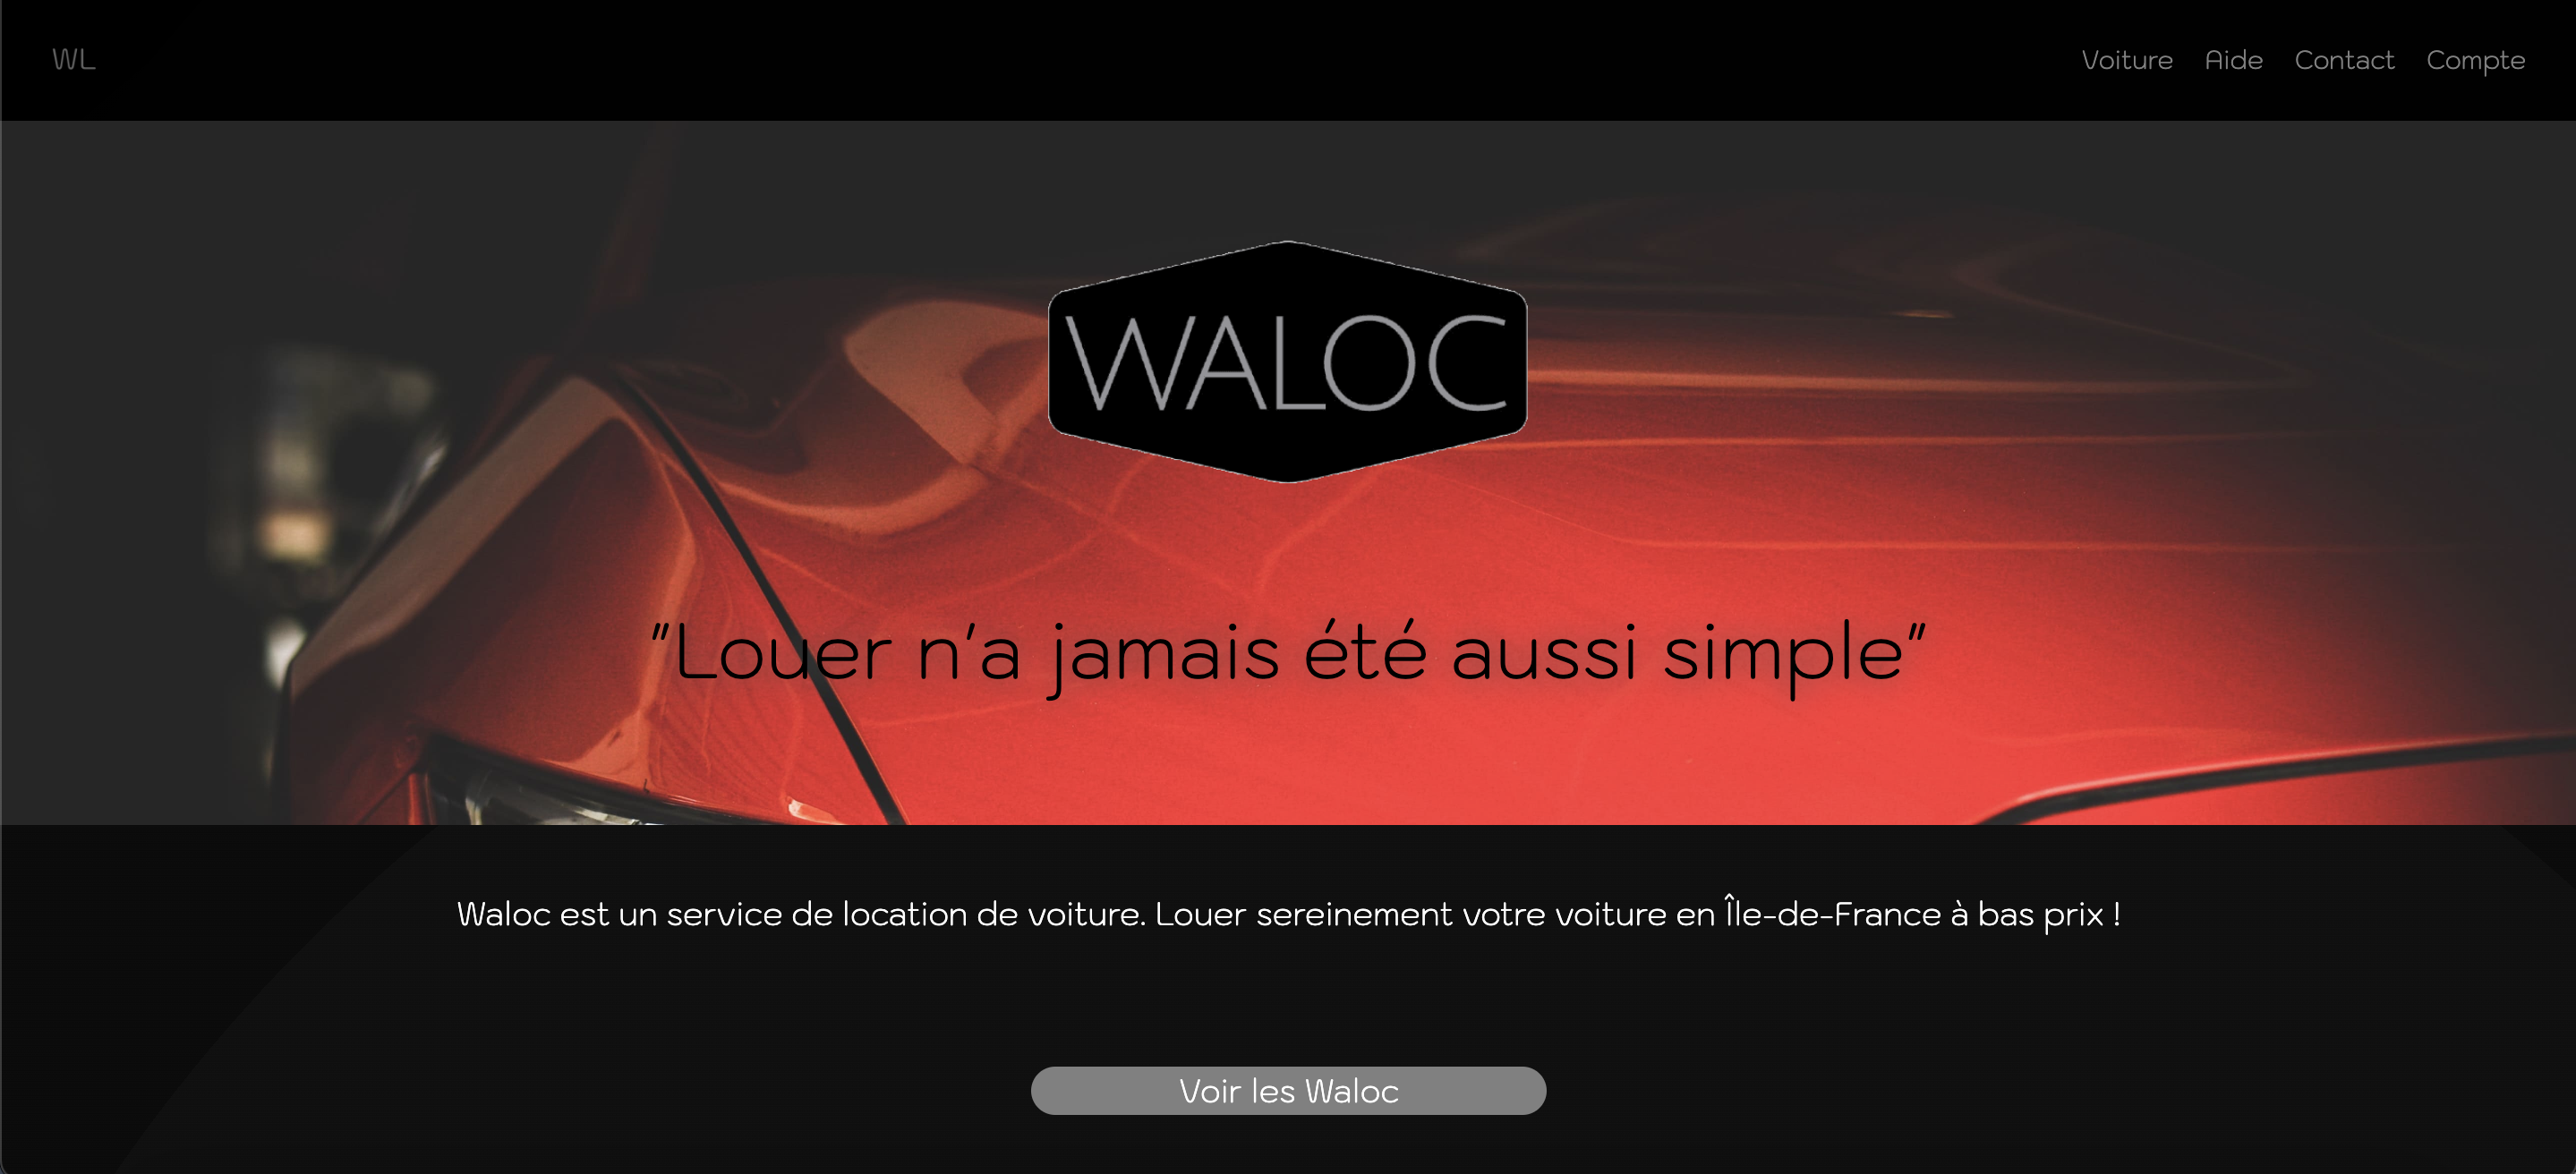 WL
Voiture Aide Contact Compte
WALOC
"Louer n'a jamais été aussi simple"
Waloc est un service de location de voiture. Louer sereinement votre voiture en Île-de-France à bas prix !
Voir les Waloc